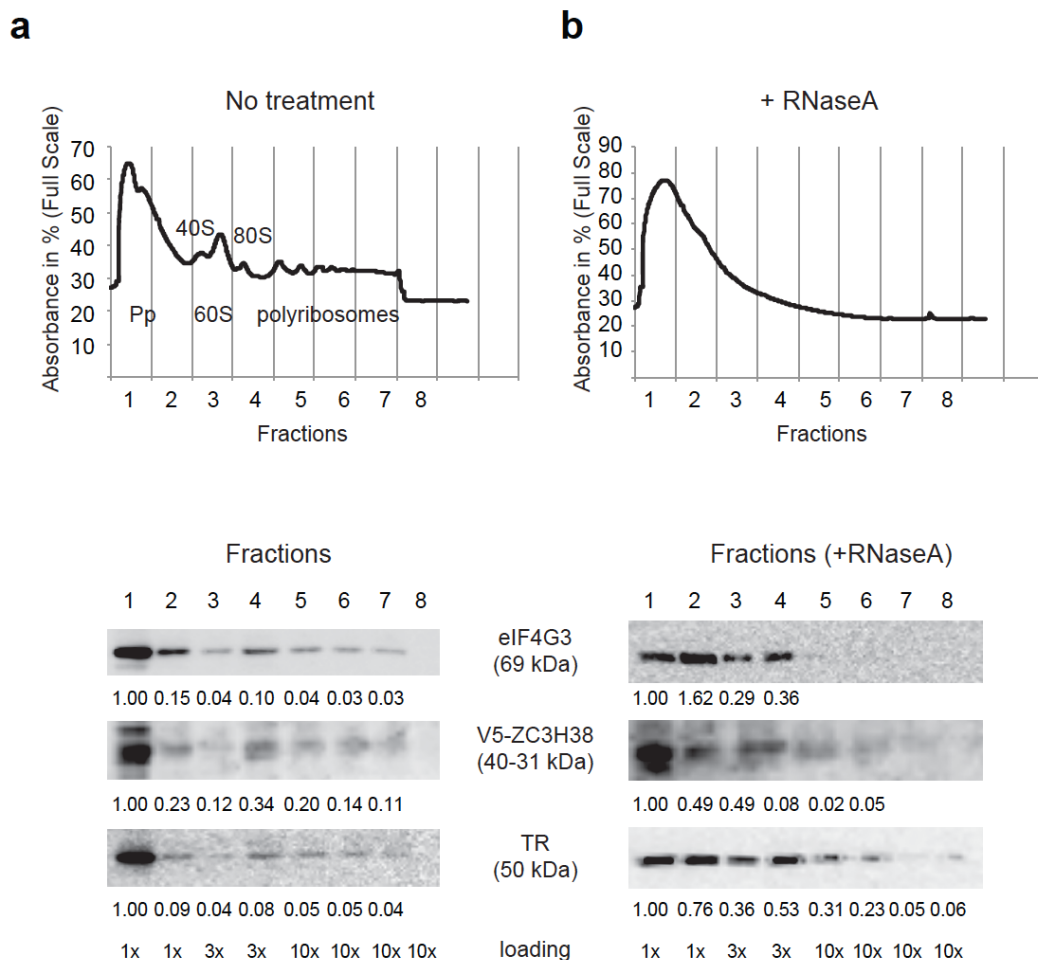 a
b
No treatment
+ RNaseA
Absorbance in % (Full Scale)
70
60
50
40
30
20
10
40S
80S
Pp
60S
polyribosomes
1 2 3 4 5 6 7 8
Fractions
Absorbance in % (Full Scale)
90
80
70
60
50
40
30
20
10
1 2 3 4 5 6 7 8
Fractions
Fractions
Fractions (+RNaseA)
1 2 3 4 5 6 7 8
1 2 3 4 5 6 7 8
eIF4G3
(69 kDa)
1.00 0.15 0.04 0.10 0.04 0.03 0.03
1.00 1.62 0.29 0.36
V5-ZC3H38
(40-31 kDa)
1.00 0.23 0.12 0.34 0.20 0.14 0.11
1.00 0.49 0.49 0.08 0.02 0.05
TR
(50 kDa)
1.00 0.09 0.04 0.08 0.05 0.05 0.04
1.00 0.76 0.36 0.53 0.31 0.23 0.05 0.06
1x 1x 3x 3x 10x 10x 10x 10x
loading
1x 1x 3x 3x 10x 10x 10x 10x